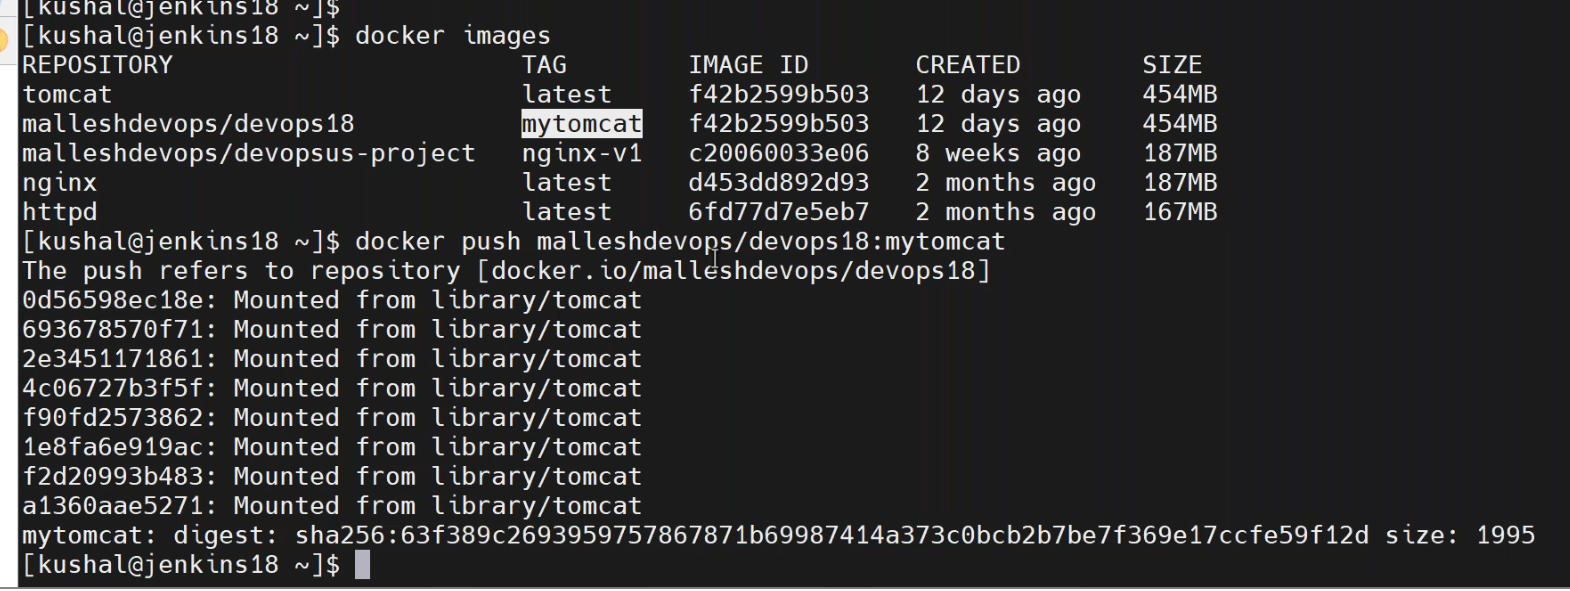 [kushal@jenkins18 ~]$
[kushal@jenkins18 ~]$ docker images
REPOSITORY TAG IMAGE ID CREATED SIZE
tomcat latest f42b2599b503 12 days ago 454MB
malleshdevops/devops18 mytomcat f42b2599b503 12 days ago 454MB
malleshdevops/devopsus-project nginx-v1 c20060033e06 8 weeks ago 187MB
nginx latest d453dd892d93 2 months ago 187MB
httpd latest 6fd77d7e5eb7 2 months ago 167MB
[kushal@jenkins18 ~]$ docker push malleshdevops/devops18:mytomcat
The push refers to repository [docker.io/malleshdevops/devops18]
0d56598ec18e: Mounted from library/tomcat
693678570f71: Mounted from library/tomcat
2e3451171861: Mounted from library/tomcat
4c06727b3f5f: Mounted from library/tomcat
f90fd2573862: Mounted from library/tomcat
1e8fa6e919ac: Mounted from library/tomcat
f2d20993b483: Mounted from library/tomcat
a1360aae5271: Mounted from library/tomcat
mytomcat: digest: sha256:63f389c2693959757867871b69987414a373c0bcb2b7be7f369e17ccfe59f12d size: 1995
[kushal@jenkins18 ~]$